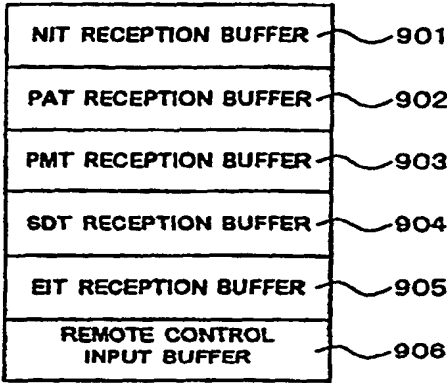 NIT RECEPTION BUFFER 901
PAT RECEPTION BUFFER 902
PMT RECEPTION BUFFER 903
SDT RECEPTION BUFFER 904
EIT RECEPTION BUFFER 905
REMOTE CONTROL
INPUT BUFFER 906